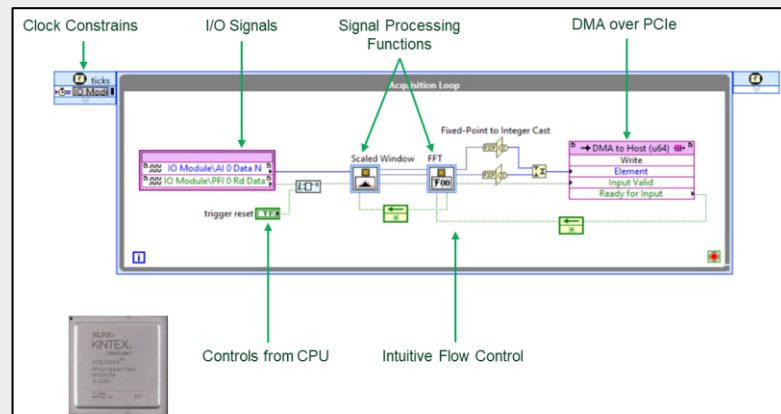 Clock Constrains
I/O Signals
Signal Processing
Functions
DMA over PCIe
ticks
IO Modi
Acquisition Loop
Fixed-Point to Integer Cast
Scaled Window
FFT
DMA to Host (u64)
Write
Element
Input Valid
Ready for Input
IO Module\AI 0 Data N
IO Module\PFI 0 Rd Data
trigger reset
TF
i
Controls from CPU
Intuitive Flow Control
XILINX
KINTEX